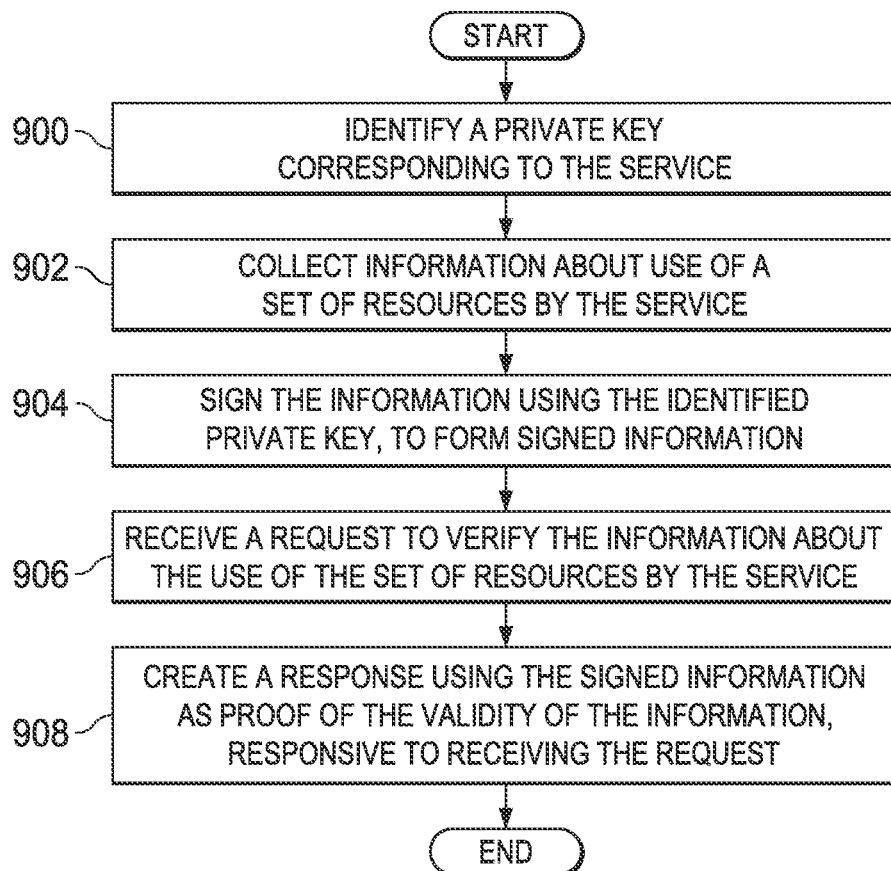 START
900
IDENTIFY A PRIVATE KEY
CORRESPONDING TO THE SERVICE
902
COLLECT INFORMATION ABOUT USE OF A
SET OF RESOURCES BY THE SERVICE
904
SIGN THE INFORMATION USING THE IDENTIFIED
PRIVATE KEY, TO FORM SIGNED INFORMATION
906
RECEIVE A REQUEST TO VERIFY THE INFORMATION ABOUT
THE USE OF THE SET OF RESOURCES BY THE SERVICE
908
CREATE A RESPONSE USING THE SIGNED INFORMATION
AS PROOF OF THE VALIDITY OF THE INFORMATION,
RESPONSIVE TO RECEIVING THE REQUEST
END